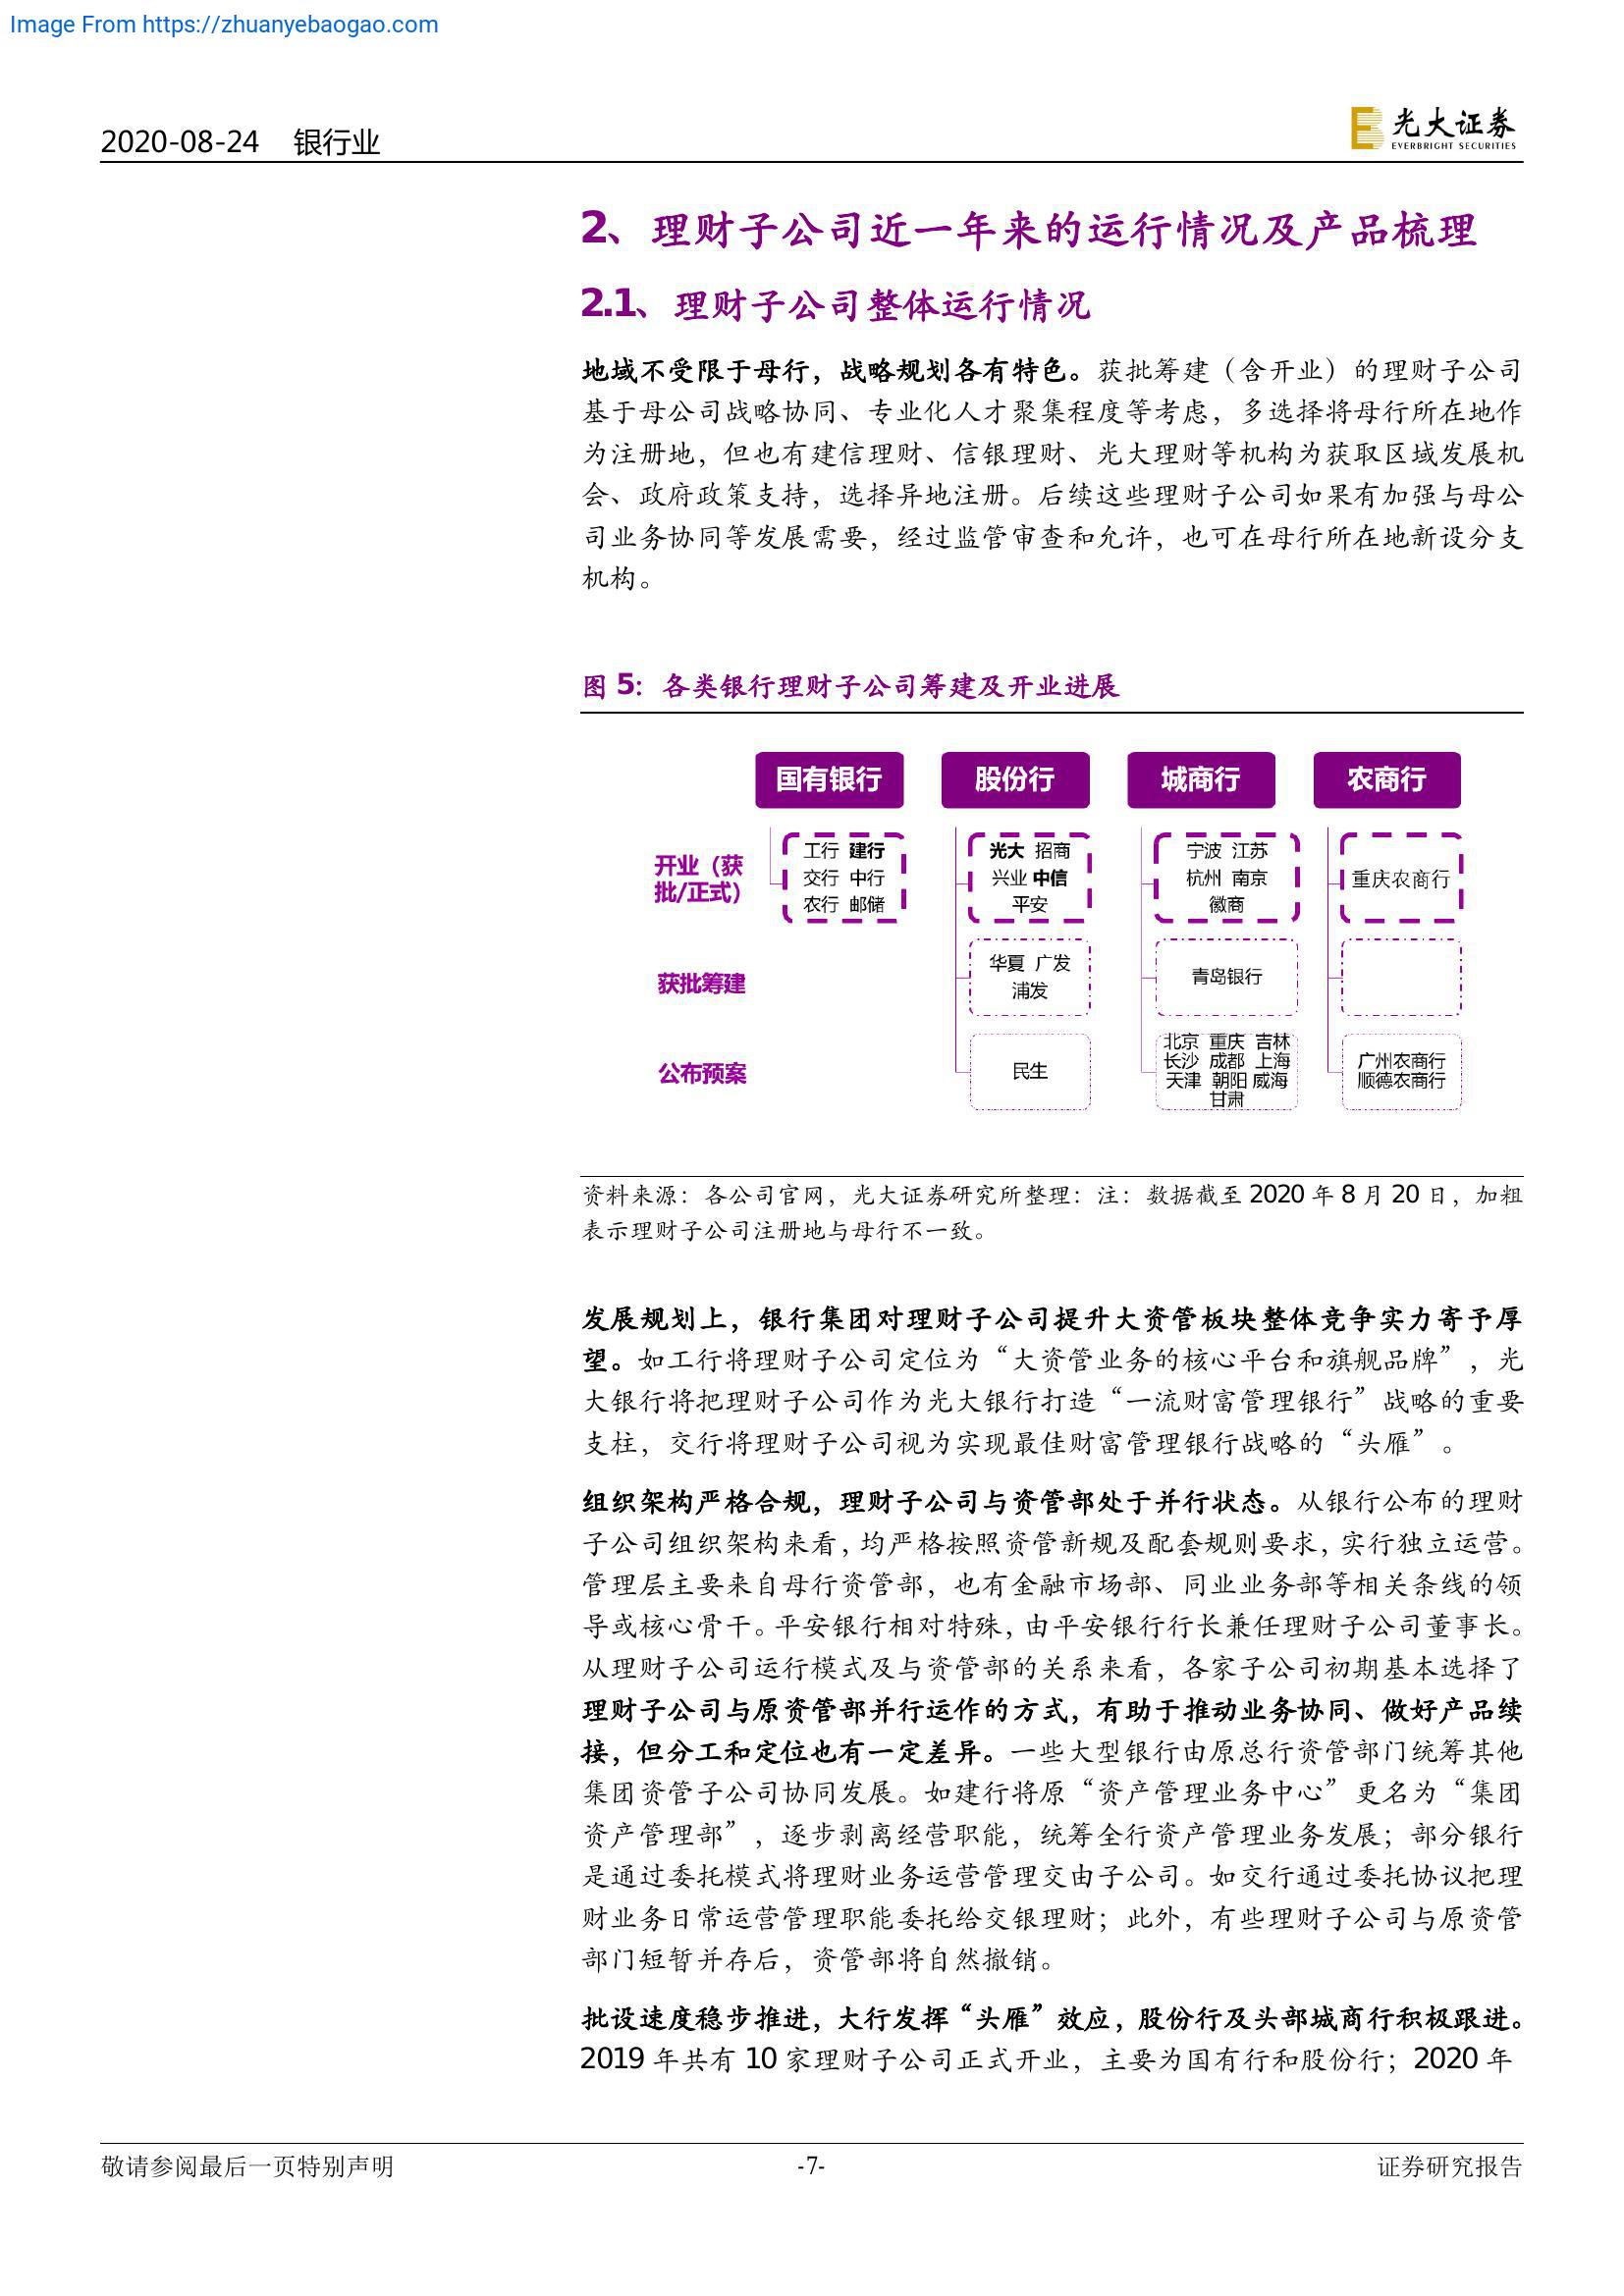 Image From https://zhuanyebaogao.com
2020-08-24 银行业
光大证券
EVERBRIGHT SECURITIES
2、理财子公司近一年来的运行情况及产品梳理
2.1、理财子公司整体运行情况
地域不受限于母行，战略规划各有特色。获批筹建（含开业）的理财子公司
基于母公司战略协同、专业化人才聚集程度等考虑，多选择将母行所在地作
为注册地，但也有建信理财、信银理财、光大理财等机构为获取区域发展机
会、政府政策支持，选择异地注册。后续这些理财子公司如果有加强与母公
司业务协同等发展需要，经过监管审查和允许，也可在母行所在地新设分支
机构。
图 5：各类银行理财子公司筹建及开业进展
国有银行 股份行 城商行 农商行
开业（获
批/正式）
工行 建行
交行 中行
农行 邮储
光大 招商
兴业 中信
平安
宁波 江苏
杭州 南京
徽商
重庆农商行
获批筹建
华夏 广发
浦发
青岛银行
公布预案
民生
北京 重庆 吉林
长沙 成都 上海
天津 朝阳 威海
甘肃
广州农商行
顺德农商行
资料来源：各公司官网，光大证券研究所整理：注：数据截至 2020 年 8 月 20 日，加粗
表示理财子公司注册地与母行不一致。
发展规划上，银行集团对理财子公司提升大资管板块整体竞争实力寄予厚
望。如工行将理财子公司定位为“大资管业务的核心平台和旗舰品牌”，光
大银行将把理财子公司作为光大银行打造“一流财富管理银行”战略的重要
支柱，交行将理财子公司视为实现最佳财富管理银行战略的“头雁”。
组织架构严格合规，理财子公司与资管部处于并行状态。从银行公布的理财
子公司组织架构来看，均严格按照资管新规及配套规则要求，实行独立运营。
管理层主要来自母行资管部，也有金融市场部、同业业务部等相关条线的领
导或核心骨干。平安银行相对特殊，由平安银行行长兼任理财子公司董事长。
从理财子公司运行模式及与资管部的关系来看，各家子公司初期基本选择了
理财子公司与原资管部并行运作的方式，有助于推动业务协同、做好产品续
接，但分工和定位也有一定差异。一些大型银行由原总行资管部门统筹其他
集团资管子公司协同发展。如建行将原“资产管理业务中心”更名为“集团
资产管理部”，逐步剥离经营职能，统筹全行资产管理业务发展；部分银行
是通过委托模式将理财业务运营管理交由子公司。如交行通过委托协议把理
财业务日常运营管理职能委托给交银理财；此外，有些理财子公司与原资管
部门短暂并存后，资管部将自然撤销。
批设速度稳步推进，大行发挥“头雁”效应，股份行及头部城商行积极跟进。
2019 年共有 10 家理财子公司正式开业，主要为国有行和股份行；2020 年
敬请参阅最后一页特别声明 -7- 证券研究报告